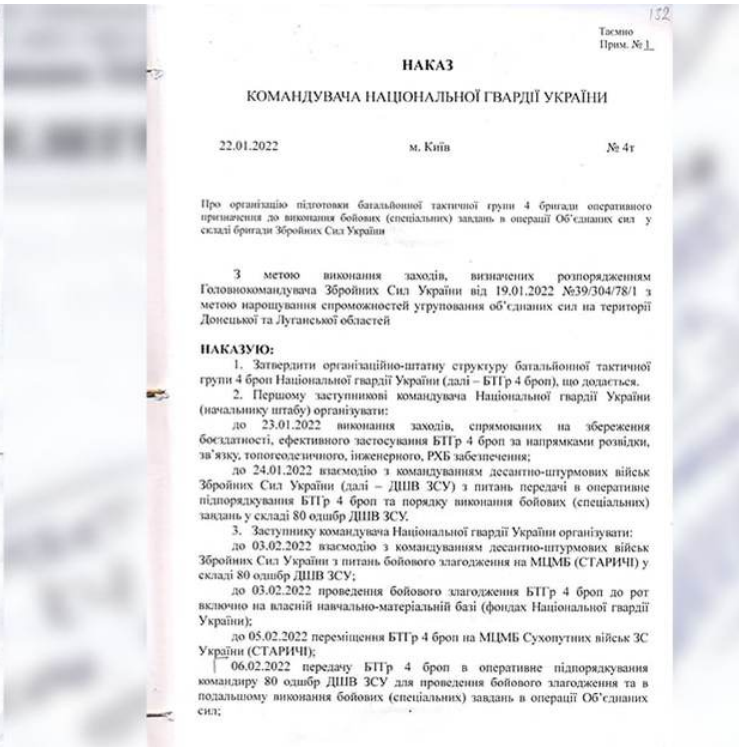 132
Таємно
Прим. № 1
НАКАЗ
КОМАНДУВАЧА НАЦІОНАЛЬНОЇ ГВАРДІЇ УКРАЇНИ
22.01.2022 м. Київ № 4т
Про організацію підготовки батальйонної тактичної групи 4 бригади оперативного
призначення до виконання бойових (спеціальних) завдань в операції Об’єднаних сил у
складі бригади Збройних Сил України
З метою виконання заходів, визначених розпорядженням
Головнокомандувача Збройних Сил України від 19.01.2022 №39/304/78/1 з
метою нарощування спроможностей угруповання об’єднаних сил на території
Донецької та Луганської областей
НАКАЗУЮ:
1. Затвердити організаційно-штатну структуру батальйонної тактичної
групи 4 броп Національної гвардії України (далі – БТГр 4 броп), що додається.
2. Першому заступникові командувача Національної гвардії України
(начальнику штабу) організувати:
до 23.01.2022 виконання заходів, спрямованих на збереження
боєздатності, ефективного застосування БТГр 4 броп за напрямками розвідки,
зв’язку, топогеодезичного, інженерного, РХБ забезпечення;
до 24.01.2022 взаємодію з командуванням десантно-штурмових військ
Збройних Сил України (далі – ДШВ ЗСУ) з питань передачі в оперативне
підпорядкування БТГр 4 броп та порядку виконання бойових (спеціальних)
завдань у складі 80 одшбр ДШВ ЗСУ.
3. Заступнику командувача Національної гвардії України організувати:
до 03.02.2022 взаємодію з командуванням десантно-штурмових військ
Збройних Сил України з питань бойового злагодження на МЦМБ (СТАРИЧІ) у
складі 80 одшбр ДШВ ЗСУ;
до 03.02.2022 проведення бойового злагодження БТГр 4 броп до рот
включно на власній навчально-матеріальній базі (фондах Національної гвардії
України);
до 05.02.2022 переміщення БТГр 4 броп на МЦМБ Сухопутних військ ЗС
України (СТАРИЧІ);
06.02.2022 передачу БТГр 4 броп в оперативне підпорядкування
командиру 80 одшбр ДШВ ЗСУ для проведення бойового злагодження та в
подальшому виконання бойових (спеціальних) завдань в операції Об’єднаних
сил;